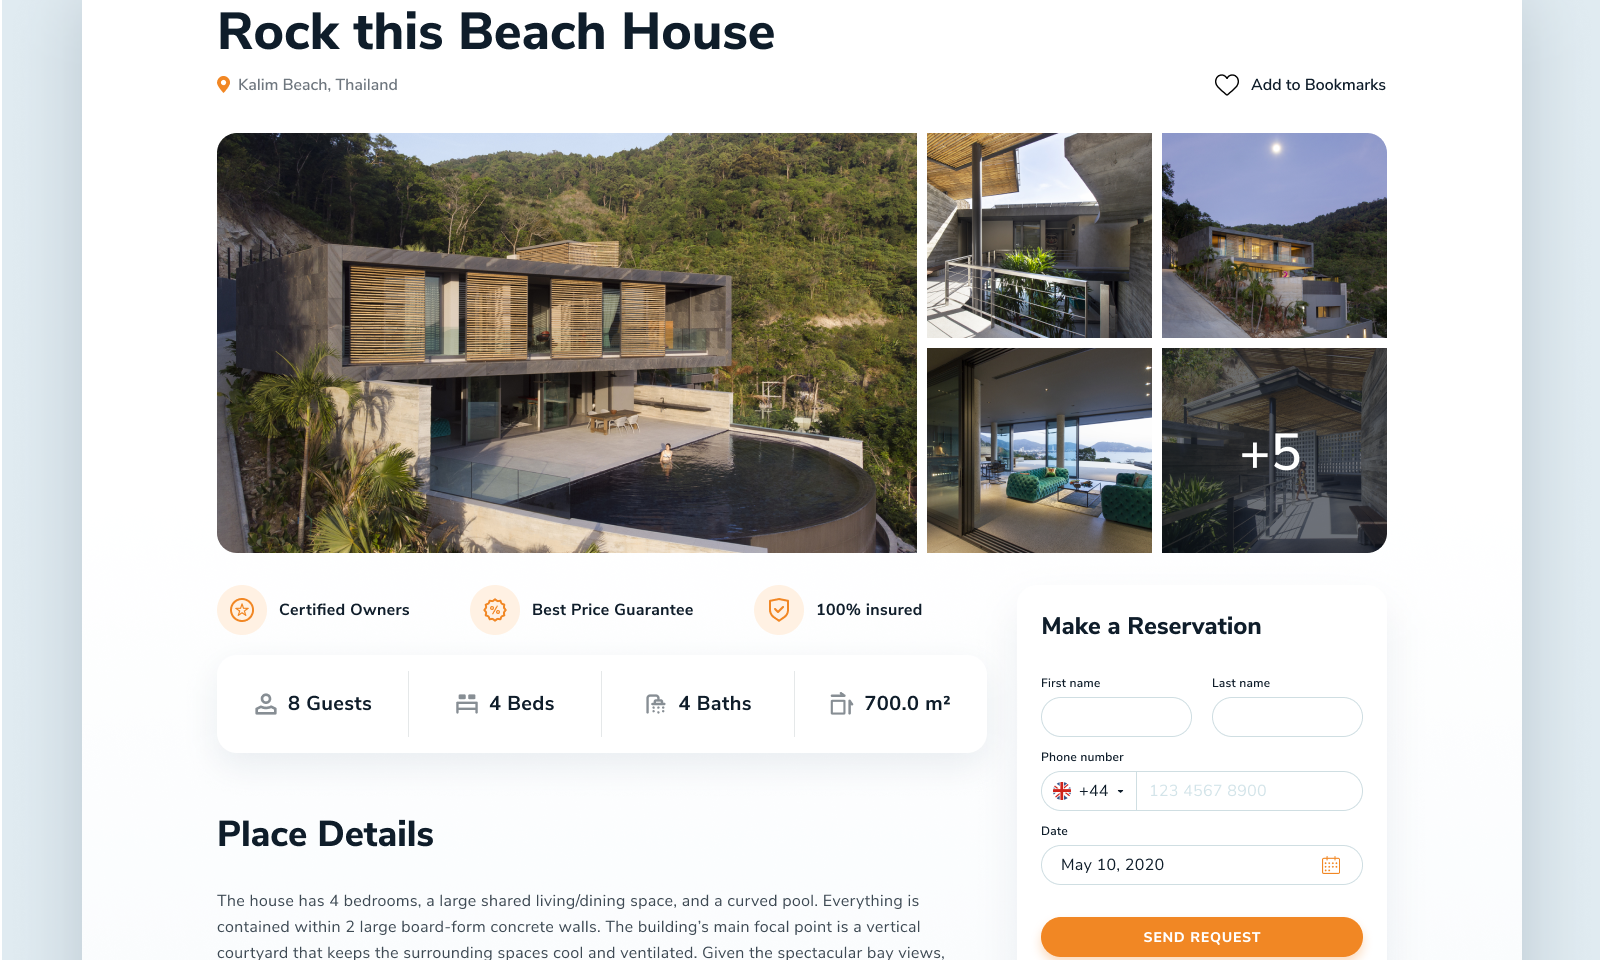 Rock this Beach House
Kalim Beach, Thailand
Add to Bookmarks
+5
Certified Owners
Best Price Guarantee
100% insured
8 Guests
4 Beds
4 Baths
700.0 m²
Place Details
The house has 4 bedrooms, a large shared living/dining space, and a curved pool. Everything is
contained within 2 large board-form concrete walls. The building's main focal point is a vertical
courtyard that keeps the surrounding spaces cool and ventilated. Given the spectacular bay views,
Make a Reservation
First name
Last name
Phone number
+44
123 4567 8900
Date
May 10, 2020
SEND REQUEST